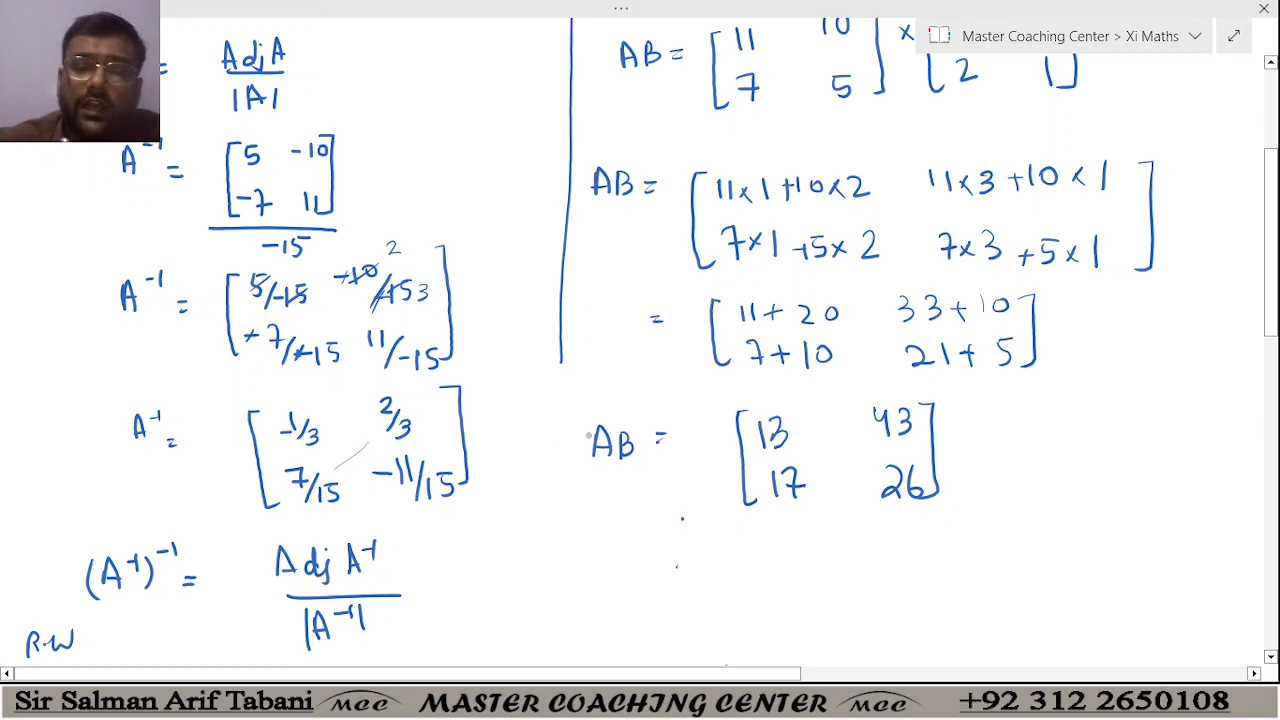 Master Coaching Center > Xi Maths
= Adj A
|A|
A⁻¹ = [5 -10
-7 11]
-15
A⁻¹ = [5/-15 -10/-15 2 3
-7/-15 11/-15]
A⁻¹ = [-1/3 2/3
7/15 -11/15]
(A⁻¹)⁻¹ = Adj A⁻¹
|A⁻¹|
R.W
AB = [11 10
7 5] × [
2 1]
AB = [11×1+10×2 11×3+10×1
7×1+5×2 7×3+5×1]
= [11+20 33+10
7+10 21+5]
AB = [13 43
17 26]
Sir Salman Arif Tabani mcc MASTER COACHING CENTER mcc +92 312 2650108